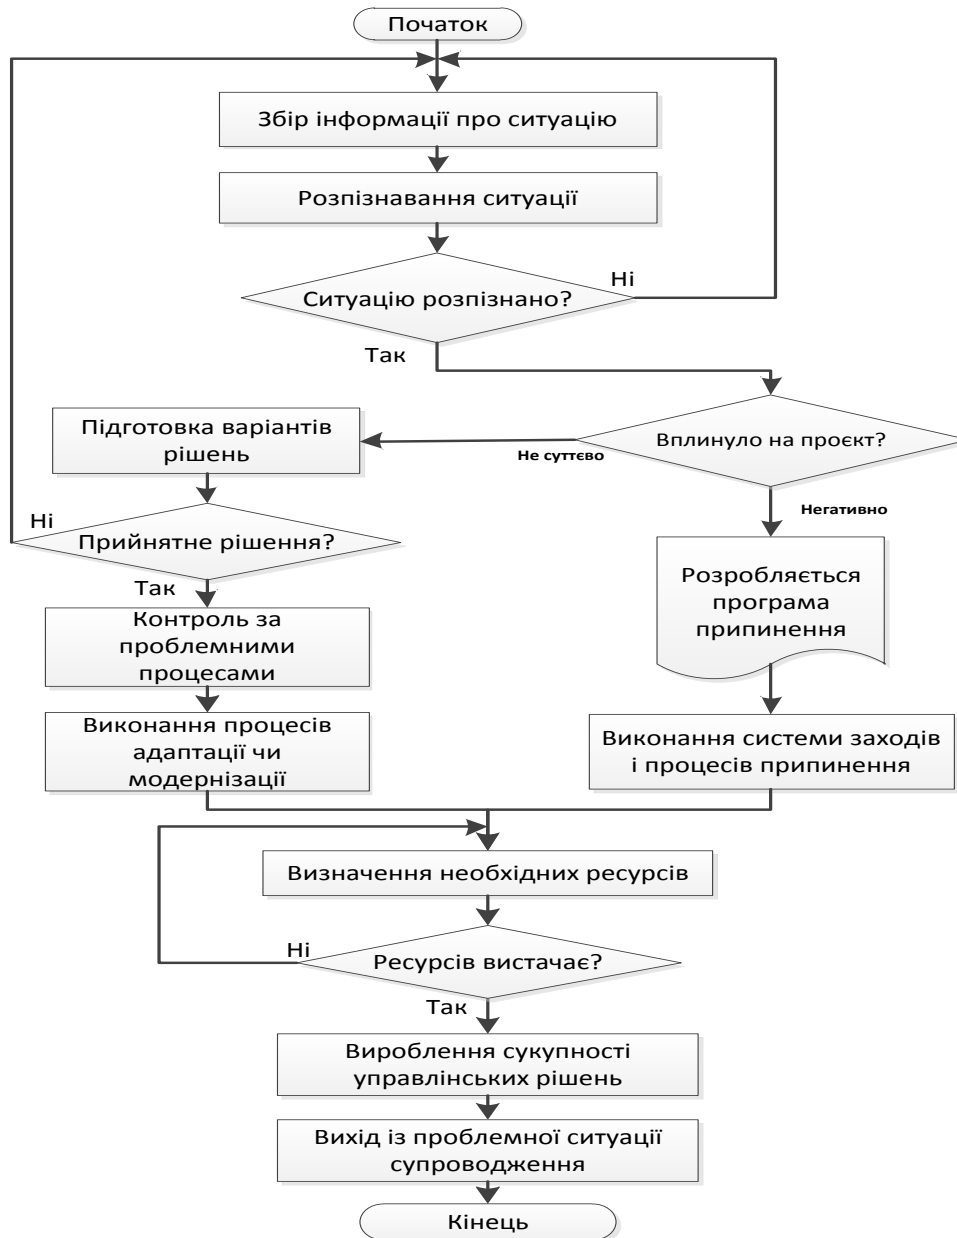 Початок
Збір інформації про ситуацію
Розпізнавання ситуації
Ситуацію розпізнано?
Ні
Так
Вплинуло на проєкт?
Не суттєво
Негативно
Підготовка варіантів
рішень
Прийнятне рішення?
Ні
Так
Контроль за
проблемними
процесами
Виконання процесів
адаптації чи
модернізації
Розробляється
програма
припинення
Виконання системи заходів
і процесів припинення
Визначення необхідних ресурсів
Ресурсів вистачає?
Ні
Так
Вироблення сукупності
управлінських рішень
Вихід із проблемної ситуації
супроводження
Кінець